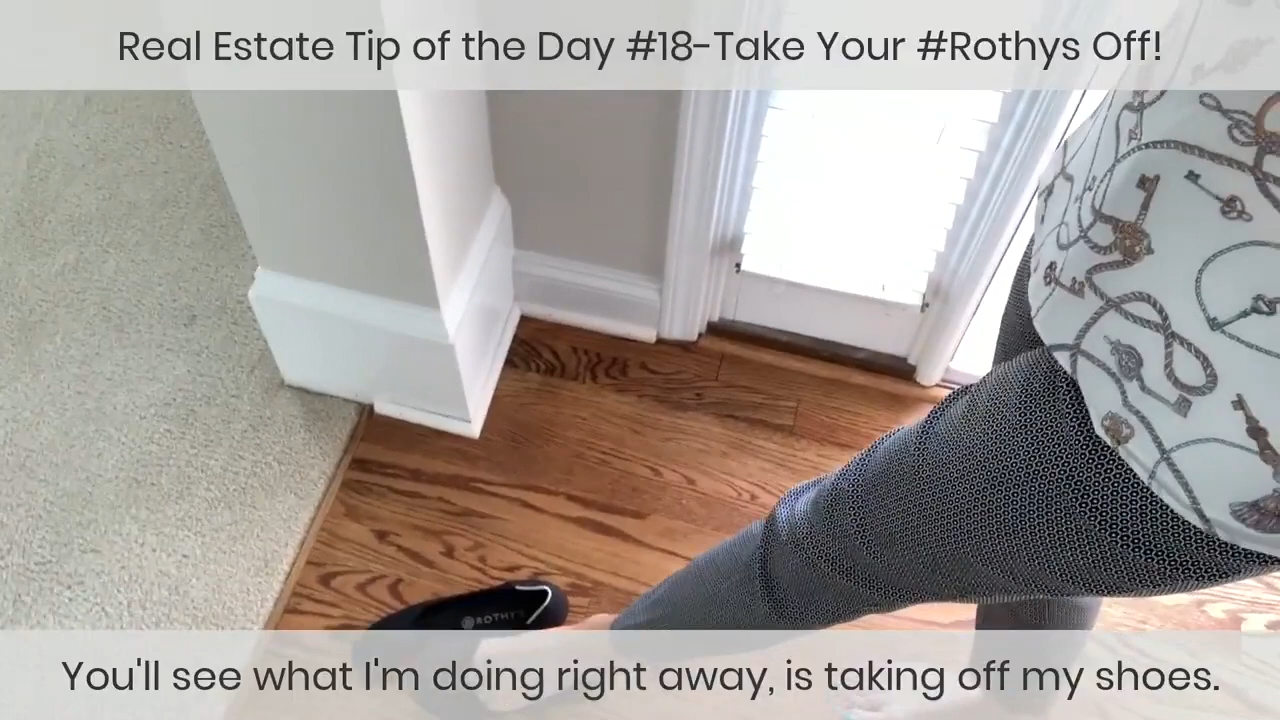 Real Estate Tip of the Day #18-Take Your #Rothys Off!
ROTHY'S
You'll see what I'm doing right away, is taking off my shoes.